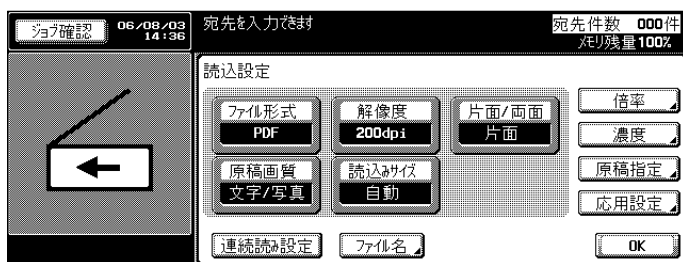 ジョブ確認
06/08/03
14:36
宛先を入力できます
宛先件数 000件
メモリ残量100%
読込設定
ファイル形式
PDF
解像度
200dpi
片面/両面
片面
原稿画質
文字/写真
読込みサイズ
自動
倍率
濃度
原稿指定
応用設定
連続読み設定
ファイル名
OK